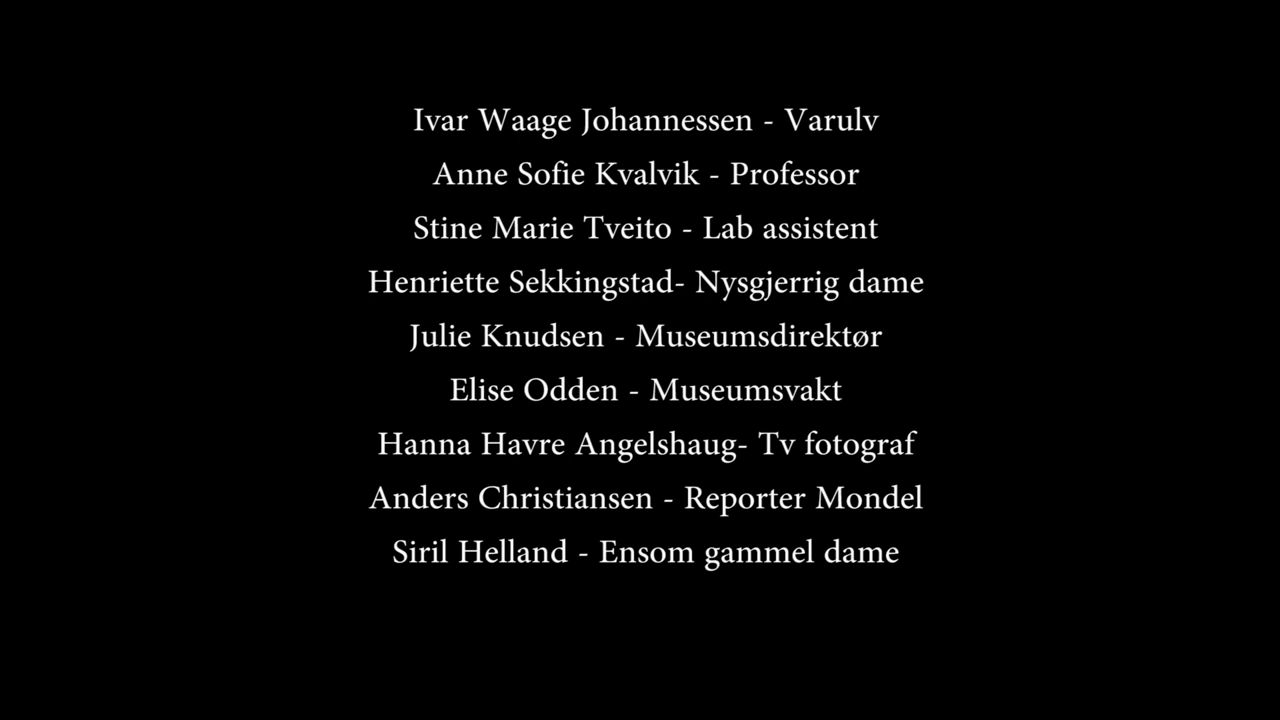 Ivar Waage Johannessen - Varulv
Anne Sofie Kvalvik - Professor
Stine Marie Tveito - Lab assistent
Henriette Sekkingstad- Nysgjerrig dame
Julie Knudsen - Museumsdirektør
Elise Odden - Museumsvakt
Hanna Havre Angelshaug- Tv fotograf
Anders Christiansen - Reporter Mondel
Siril Helland - Ensom gammel dame